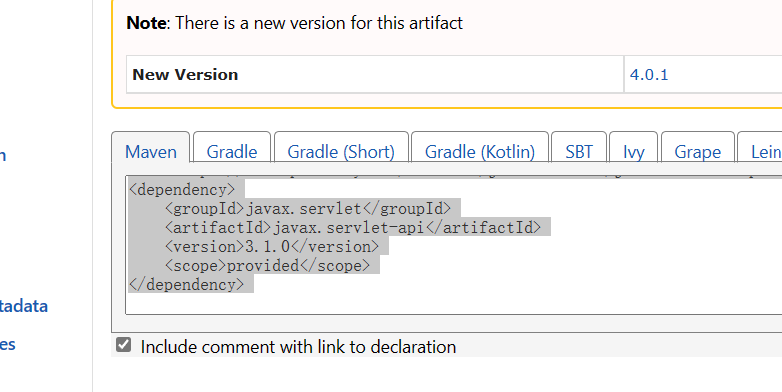 Note: There is a new version for this artifact
New Version 4.0.1
Maven Gradle Gradle (Short) Gradle (Kotlin) SBT Ivy Grape Lein
<dependency>
    <groupId>javax.servlet</groupId>
    <artifactId>javax.servlet-api</artifactId>
    <version>3.1.0</version>
    <scope>provided</scope>
</dependency>
tadata
es
Include comment with link to declaration